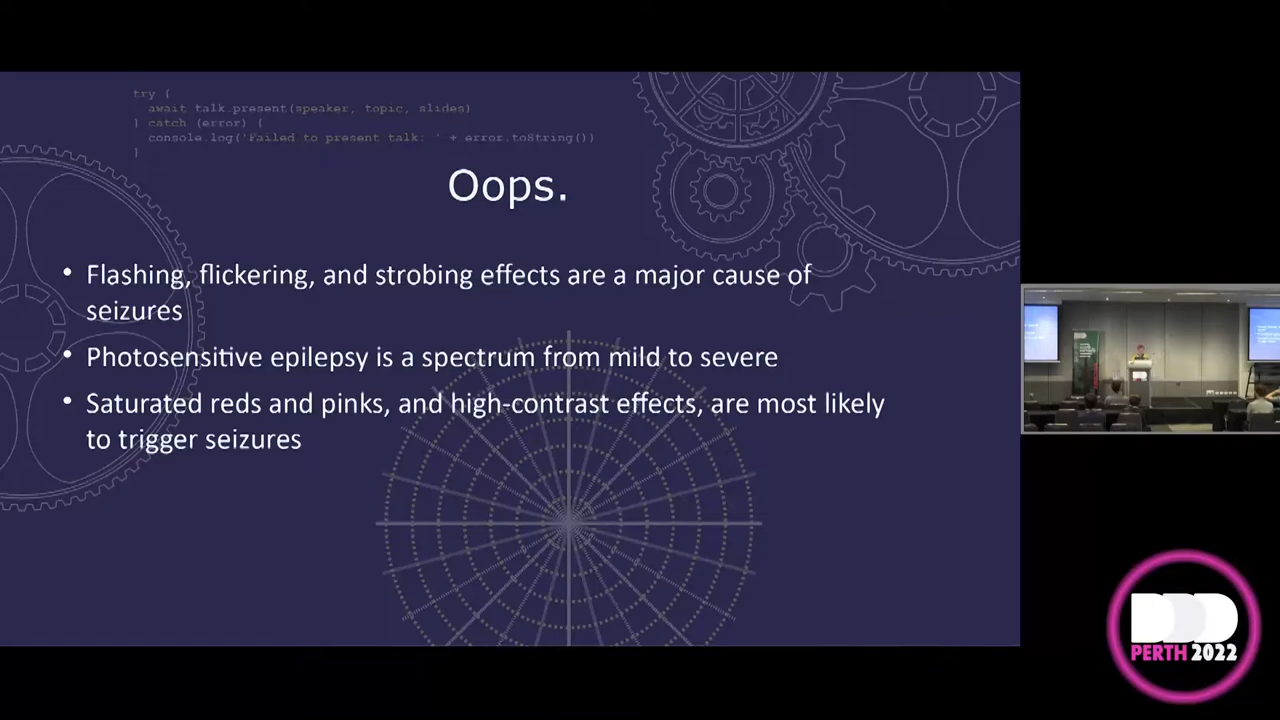 try {
await talk.present(speaker, topic, slides)
} catch (error) {
console.log('Failed to present talk: ' + error.toString())
}
Oops.
• Flashing, flickering, and strobing effects are a major cause of
seizures
• Photosensitive epilepsy is a spectrum from mild to severe
• Saturated reds and pinks, and high-contrast effects, are most likely
to trigger seizures
DDD
PERTH 2022